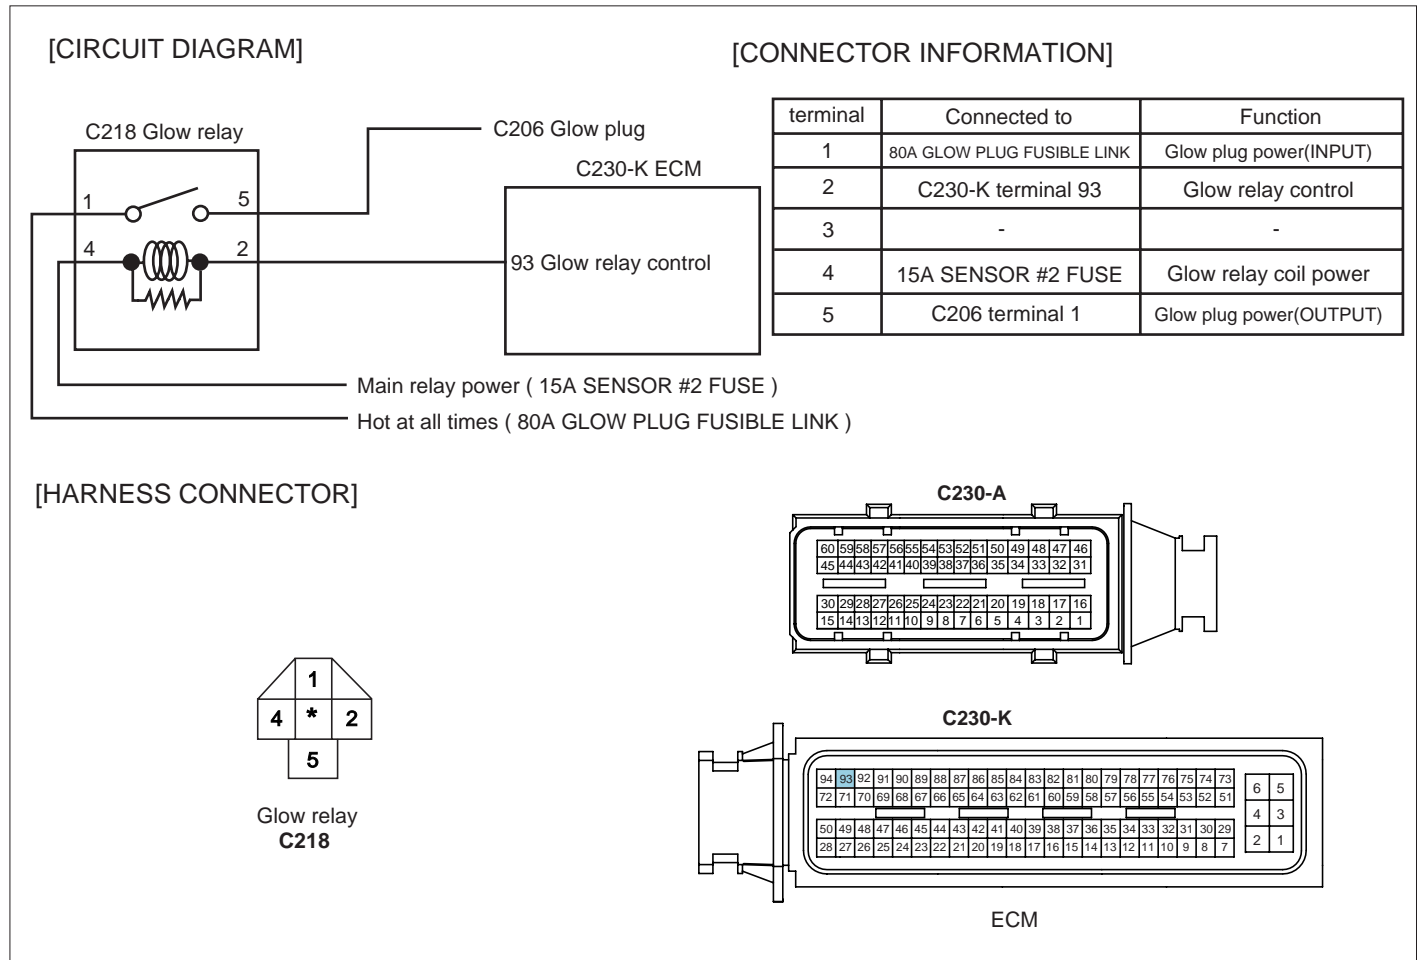 [CIRCUIT DIAGRAM]
C218 Glow relay
C206 Glow plug
C230-K ECM
1
5
4
2
93 Glow relay control
Main relay power ( 15A SENSOR #2 FUSE )
Hot at all times ( 80A GLOW PLUG FUSIBLE LINK )
[CONNECTOR INFORMATION]
terminal Connected to Function
1 80A GLOW PLUG FUSIBLE LINK Glow plug power(INPUT)
2 C230-K terminal 93 Glow relay control
3 - -
4 15A SENSOR #2 FUSE Glow relay coil power
5 C206 terminal 1 Glow plug power(OUTPUT)
[HARNESS CONNECTOR]
1
4 * 2
5
Glow relay
C218
C230-A
60 59 58 57 56 55 54 53 52 51 50 49 48 47 46
45 44 43 42 41 40 39 38 37 36 35 34 33 32 31
30 29 28 27 26 25 24 23 22 21 20 19 18 17 16
15 14 13 12 11 10 9 8 7 6 5 4 3 2 1
C230-K
94 93 92 91 90 89 88 87 86 85 84 83 82 81 80 79 78 77 76 75 74 73
72 71 70 69 68 67 66 65 64 63 62 61 60 59 58 57 56 55 54 53 52 51
50 49 48 47 46 45 44 43 42 41 40 39 38 37 36 35 34 33 32 31 30 29
28 27 26 25 24 23 22 21 20 19 18 17 16 15 14 13 12 11 10 9 8 7
6 5
4 3
2 1
ECM